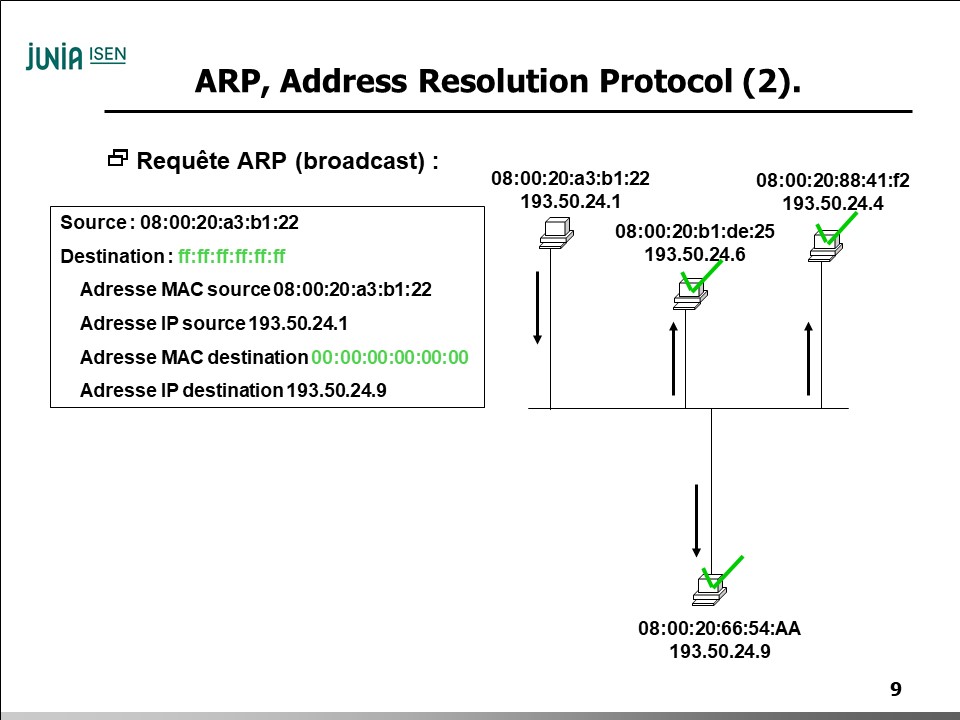 JUNIA ISEN
ARP, Address Resolution Protocol (2).
Requête ARP (broadcast) :
Source : 08:00:20:a3:b1:22
Destination : ff:ff:ff:ff:ff:ff
Adresse MAC source 08:00:20:a3:b1:22
Adresse IP source 193.50.24.1
Adresse MAC destination 00:00:00:00:00:00
Adresse IP destination 193.50.24.9
08:00:20:a3:b1:22
193.50.24.1
08:00:20:b1:de:25
193.50.24.6
08:00:20:88:41:f2
193.50.24.4
08:00:20:66:54:AA
193.50.24.9
9